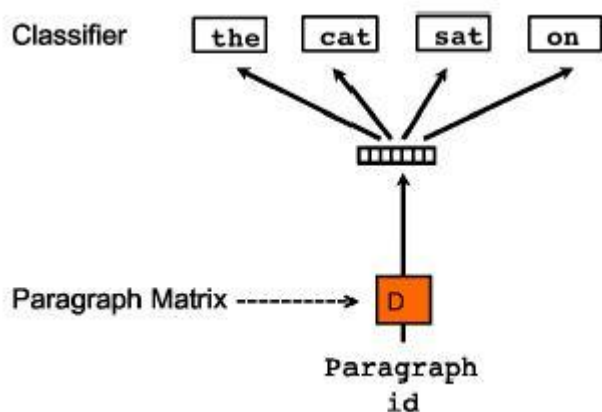 Classifier the cat sat on
Paragraph Matrix D
Paragraph
id